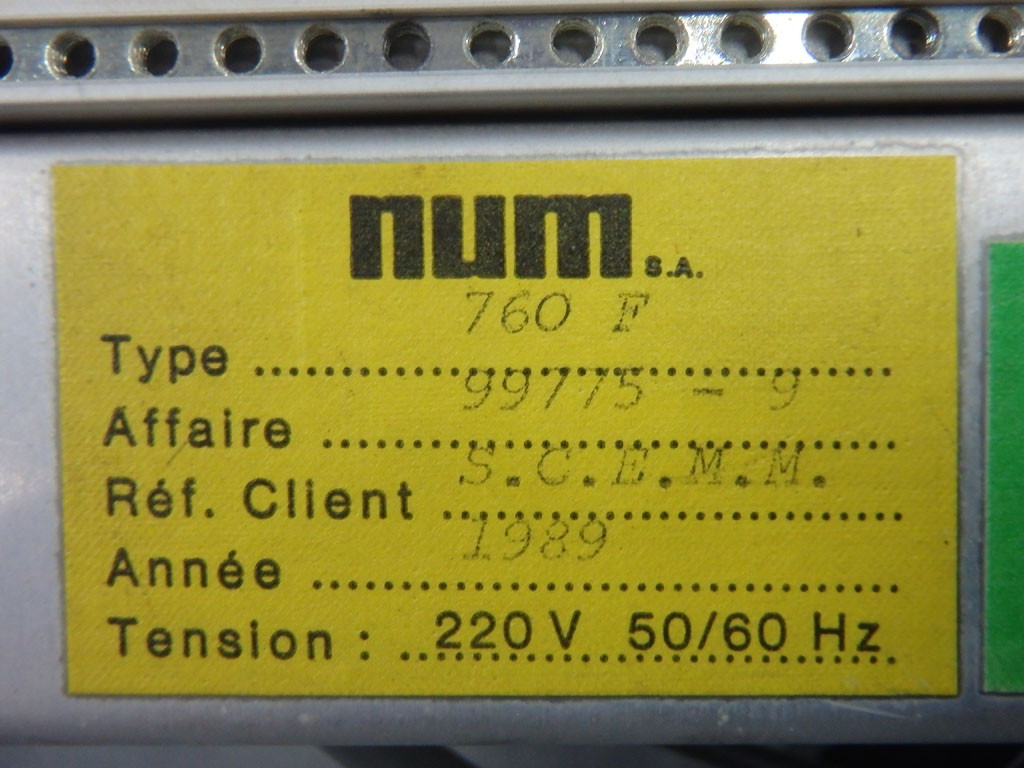 num S.A.
Type 760 F
Affaire 99775 - 9
Réf. Client S.C.E.M.M.
Année 1989
Tension : 220 V 50/60 Hz